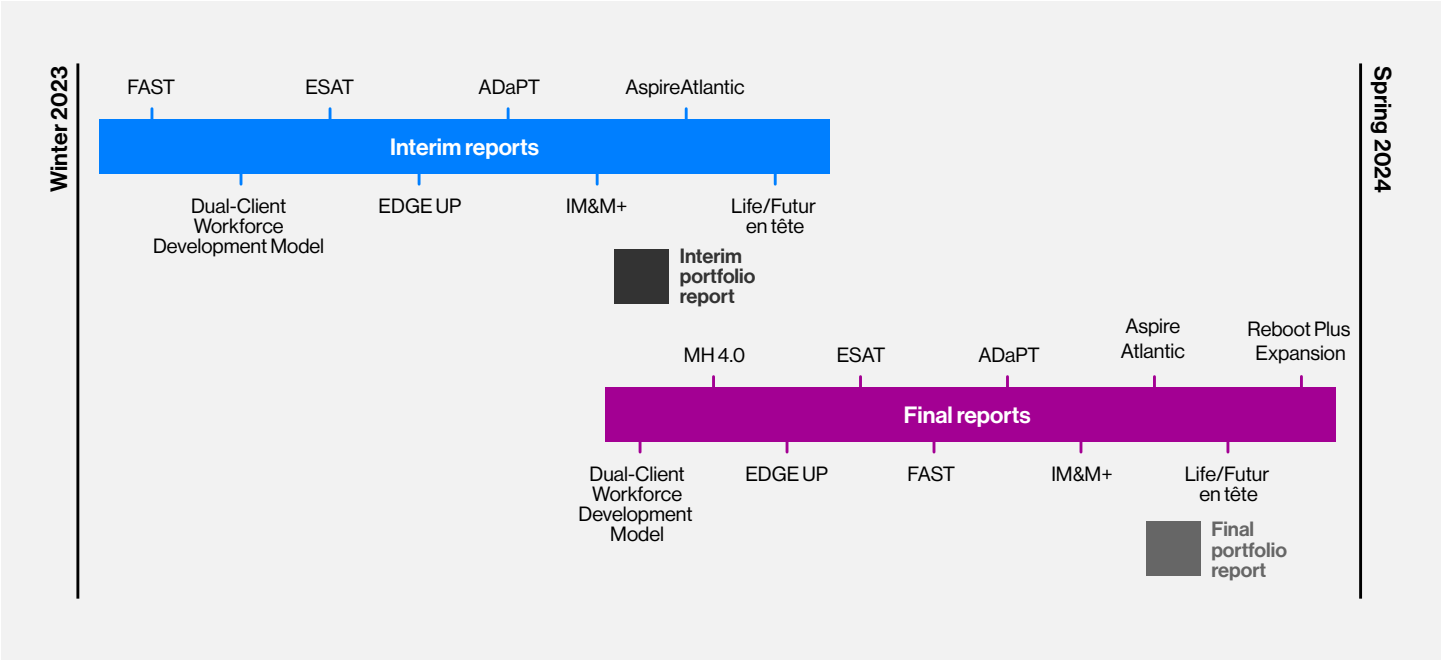 Winter 2023
Spring 2024
FAST
ESAT
ADaPT
AspireAtlantic
Interim reports
Dual-Client
Workforce
Development Model
EDGE UP
IM&M+
Life/Futur
en tête
Interim
portfolio
report
MH 4.0
ESAT
ADaPT
Aspire
Atlantic
Reboot Plus
Expansion
Final reports
Dual-Client
Workforce
Development
Model
EDGE UP
FAST
IM&M+
Life/Futur
en tête
Final
portfolio
report